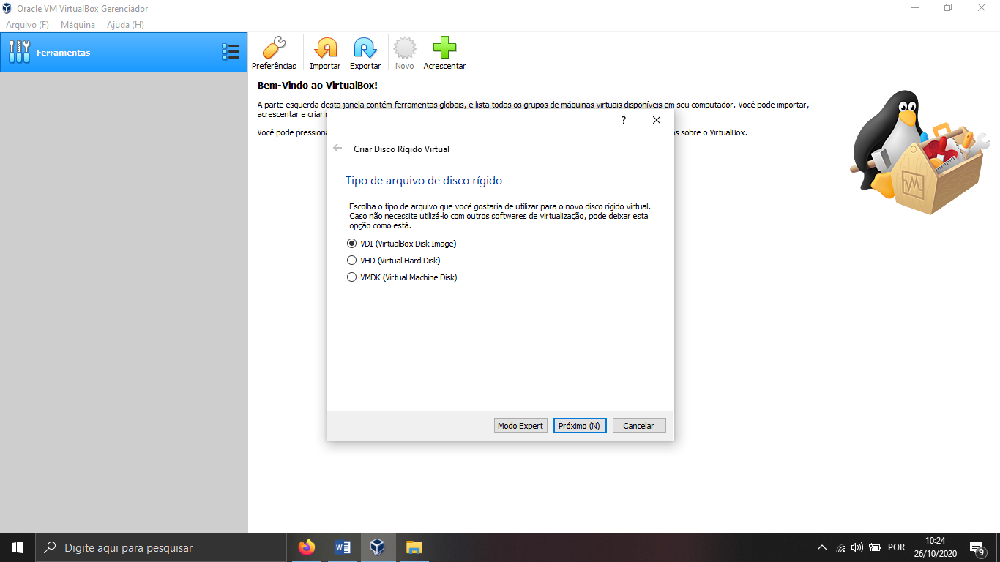 Oracle VM VirtualBox Gerenciador
Arquivo (F) Máquina Ajuda (H)
Ferramentas
Preferências Importar Exportar Novo Acrescentar
Bem-Vindo ao VirtualBox!
A parte esquerda desta janela contém ferramentas globais, e lista todas os grupos de máquinas virtuais disponíveis em seu computador. Você pode importar,
acrescentar e criar
Você pode pression
sobre o VirtualBox.
?
Criar Disco Rígido Virtual
Tipo de arquivo de disco rígido
Escolha o tipo de arquivo que você gostaria de utilizar para o novo disco rígido virtual.
Caso não necessite utilizá-lo com outros softwares de virtualização, pode deixar esta
opção como está.
VDI (VirtualBox Disk Image)
VHD (Virtual Hard Disk)
VMDK (Virtual Machine Disk)
Modo Expert Próximo (N) Cancelar
Digite aqui para pesquisar
POR
10:24
26/10/2020
9